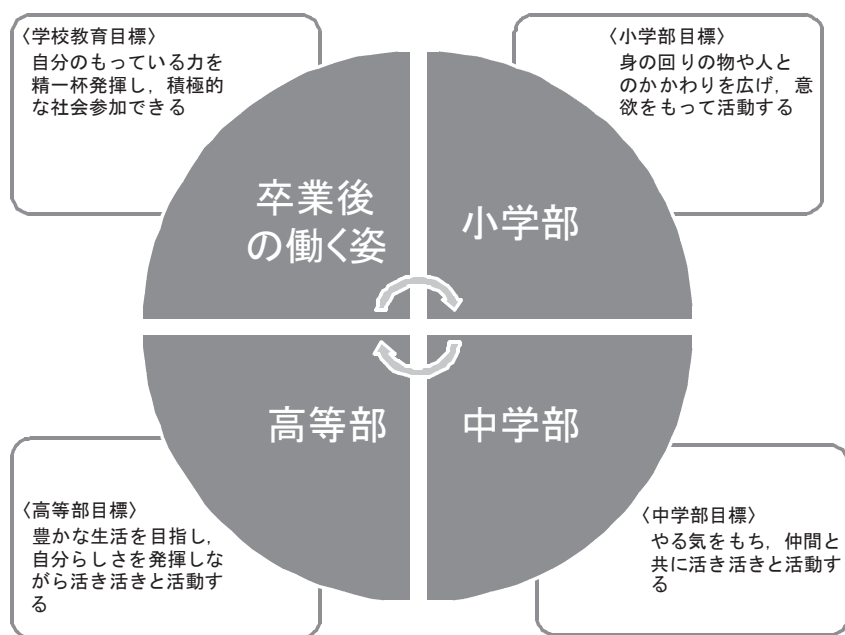 〈学校教育目標〉
自分のもっている力を
精一杯発揮し，積極的
な社会参加できる
〈小学部目標〉
身の回りの物や人と
のかかわりを広げ，意
欲をもって活動する
卒業後
の働く姿
小学部
高等部
中学部
〈高等部目標〉
豊かな生活を目指し，
自分らしさを発揮しな
がら活き活きと活動す
る
〈中学部目標〉
やる気をもち，仲間と
共に活き活きと活動す
る